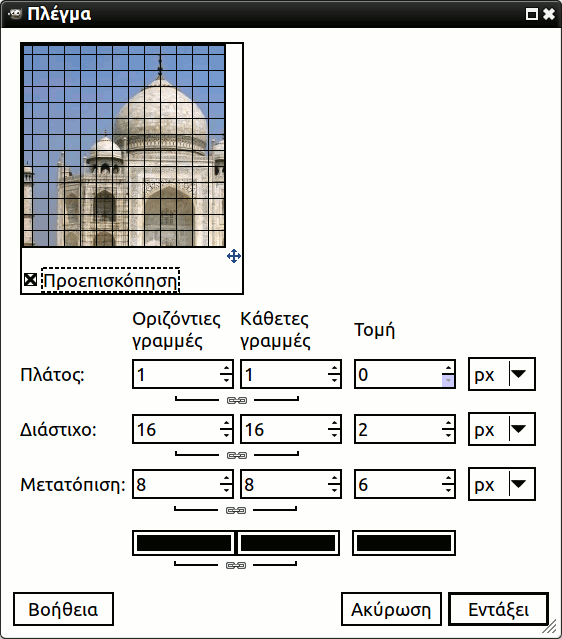 Πλέγμα
Προεπισκόπηση
Οριζόντιες γραμμές
Κάθετες γραμμές
Τομή
Πλάτος: 1 1 0 px
Διάστιχο: 16 16 2 px
Μετατόπιση: 8 8 6 px
Βοήθεια Ακύρωση Εντάξει